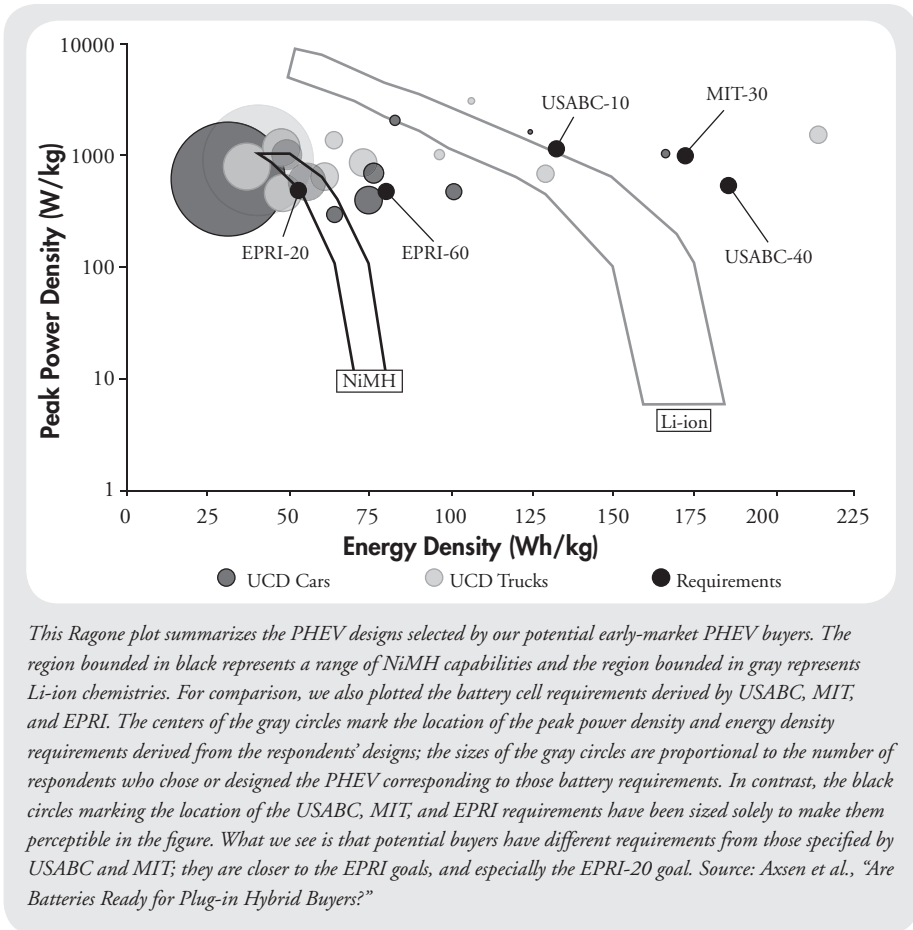 10000
1000
100
10
1
Peak Power Density (W/kg)
USABC-10
MIT-30
EPRI-20
EPRI-60
USABC-40
NiMH
Li-ion
0 25 50 75 100 125 150 175 200 225
Energy Density (Wh/kg)
UCD Cars UCD Trucks Requirements
This Ragone plot summarizes the PHEV designs selected by our potential early-market PHEV buyers. The
region bounded in black represents a range of NiMH capabilities and the region bounded in gray represents
Li-ion chemistries. For comparison, we also plotted the battery cell requirements derived by USABC, MIT,
and EPRI. The centers of the gray circles mark the location of the peak power density and energy density
requirements derived from the respondents’ designs; the sizes of the gray circles are proportional to the number of
respondents who chose or designed the PHEV corresponding to those battery requirements. In contrast, the black
circles marking the location of the USABC, MIT, and EPRI requirements have been sized solely to make them
perceptible in the figure. What we see is that potential buyers have different requirements from those specified by
USABC and MIT; they are closer to the EPRI goals, and especially the EPRI-20 goal. Source: Axsen et al., “Are
Batteries Ready for Plug-in Hybrid Buyers?”